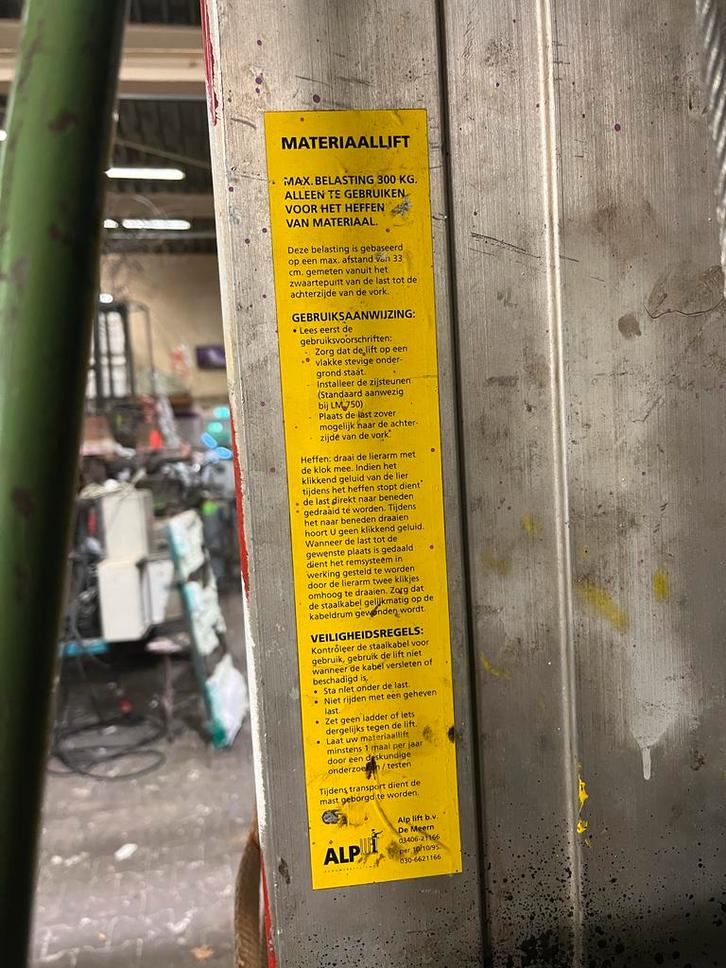 MATERIAALLIFT
MAX. BELASTING 300 KG.
ALLEEN TE GEBRUIKEN
VOOR HET HEFFEN
VAN MATERIAAL.
Deze belasting is gebaseerd
op een max. afstand van 33
cm. gemeten vanuit het
zwaartepunt van de last tot de
achterzijde van de vork.
GEBRUIKSAANWIJZING:
• Lees eerst de
gebruiksvoorschriften:
- Zorg dat de lift op een
vlakke stevige onder-
grond staat.
- Installeer de zijsteunen
(Standaard aanwezig
bij LM 750)
- Plaats de last zover
mogelijk naar de achter-
zijde van de vork.
Heffen: draai de lierarm met
de klok mee. Indien het
klikkend geluid van de lier
tijdens het heffen stopt dient
de last direkt naar beneden
gedraaid te worden. Tijdens
het naar beneden draaien
hoort U geen klikkend geluid.
Wanneer de last tot de
gewenste plaats is gedaald
dient het remsysteem in
werking gesteld te worden
door de lierarm twee klikjes
omhoog te draaien. Zorg dat
de staalkabel gelijkmatig op de
kabeldrum gewonden wordt.
VEILIGHEIDSREGELS:
Kontroleer de staalkabel voor
gebruik, gebruik de lift niet
wanneer de kabel versleten of
beschadigd is.
• Sta niet onder de last.
• Niet rijden met een geheven
last.
• Zet geen ladder of iets
dergelijks tegen de lift.
• Laat uw materiaallift
minstens 1 maal per jaar
door een deskundige
onderzoeken / testen
Tijdens transport dient de
mast geborgd te worden.
Alp lift b.v.
De Meern
03406-21166
per 10/10/95:
030-6621166
ALP lift